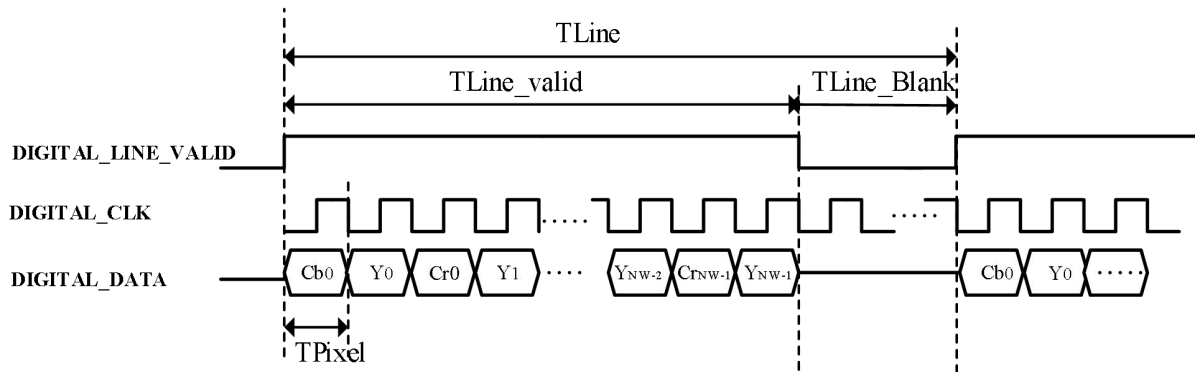 TLine
TLine_valid TLine_Blank
DIGITAL_LINE_VALID
DIGITAL_CLK ..... .....
DIGITAL_DATA Cb0 Y0 Cr0 Y1 .... YNW-2 CrNW-1 YNW-1 Cb0 Y0 .....
TPixel